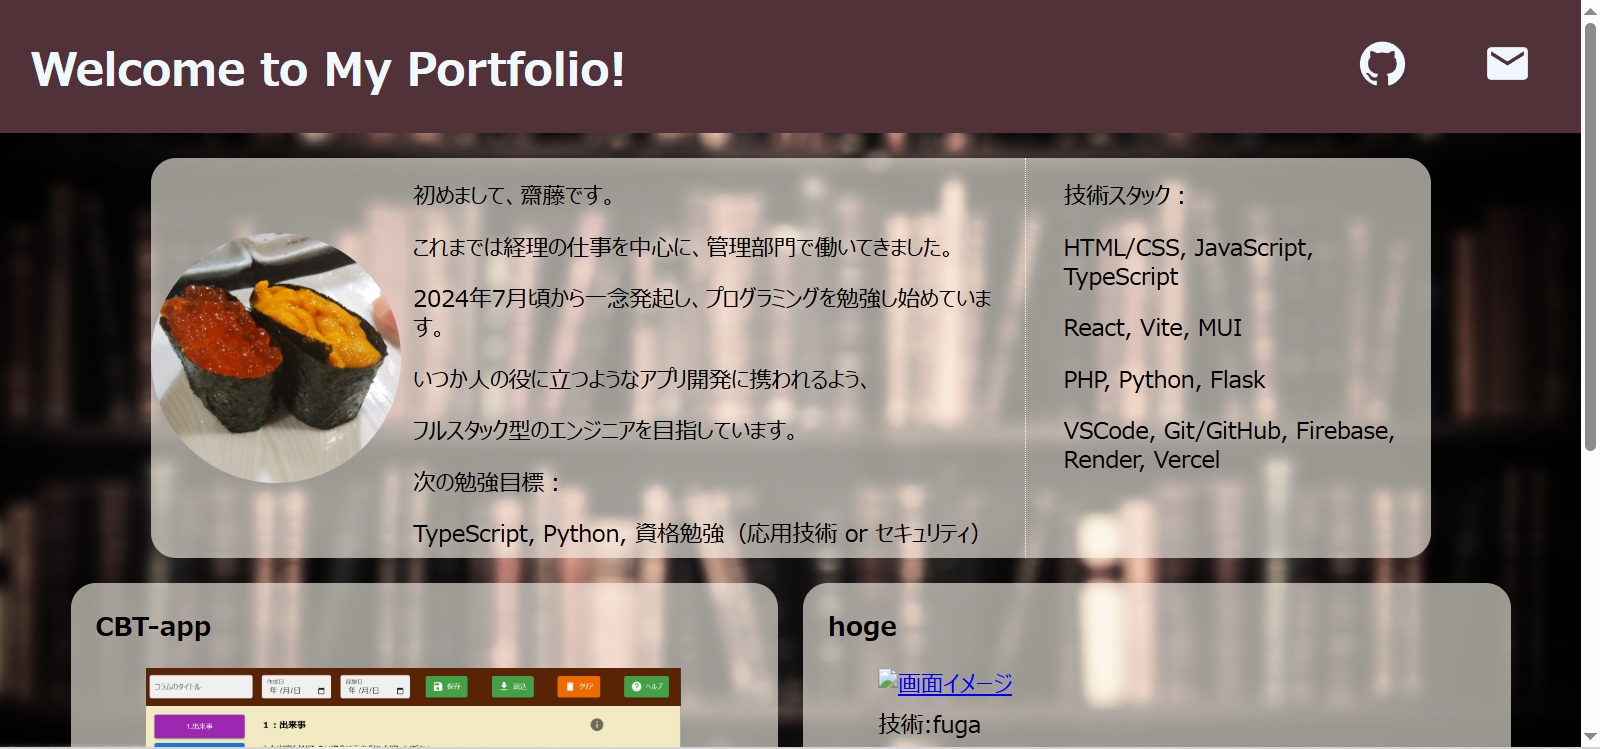 Welcome to My Portfolio!
初めまして、齋藤です。
これまでは経理の仕事を中心に、管理部門で働いてきました。
2024年7月頃から一念発起し、プログラミングを勉強し始めていま
す。
いつか人の役に立つようなアプリ開発に携われるよう、
フルスタック型のエンジニアを目指しています。
次の勉強目標：
TypeScript, Python, 資格勉強（応用技術 or セキュリティ）
技術スタック：
HTML/CSS, JavaScript,
TypeScript
React, Vite, MUI
PHP, Python, Flask
VSCode, Git/GitHub, Firebase,
Render, Vercel
CBT-app
コラムのタイトル
作成日
年 /月/日
経験日
年 /月/日
保存
読込
クリア
ヘルプ
1.出来事
1 ：出来事
hoge
画面イメージ
技術:fuga